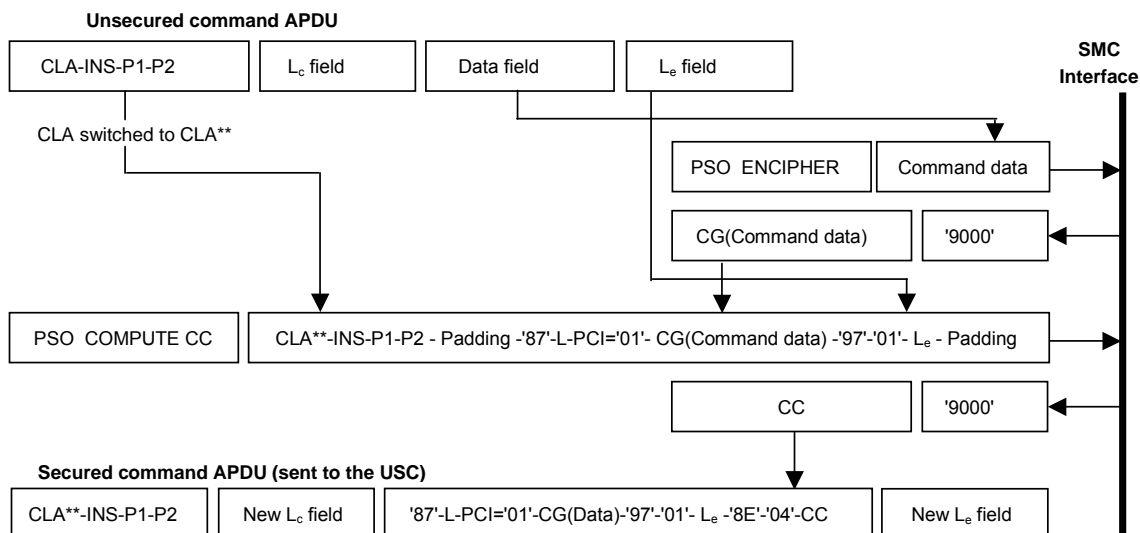 Unsecured command APDU
CLA-INS-P1-P2
Lc field
Data field
Le field
SMC
Interface
CLA switched to CLA**
PSO ENCIPHER
Command data
CG(Command data)
'9000'
PSO COMPUTE CC
CLA**-INS-P1-P2 - Padding -'87'-L-PCI='01'- CG(Command data) -'97'-'01'- Le - Padding
CC
'9000'
Secured command APDU (sent to the USC)
CLA**-INS-P1-P2
New Lc field
'87'-L-PCI='01'-CG(Data)-'97'-'01'- Le -'8E'-'04'-CC
New Le field